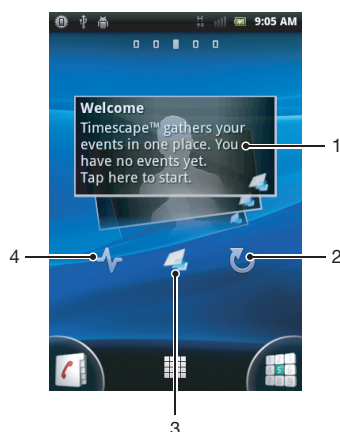 H
9:05 AM
Welcome
Timescape™ gathers your
events in one place. You
have no events yet.
Tap here to start.
1
4
2
5
3